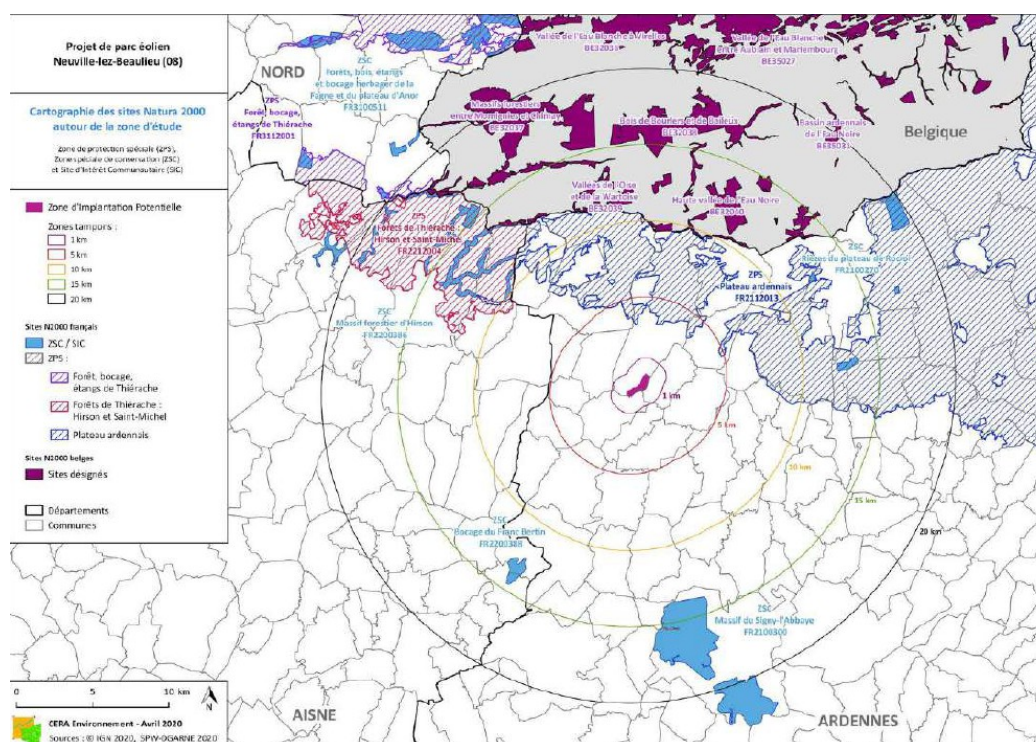 Projet de parc éolien
Neuville-lez-Beaulieu (08)
Cartographie des sites Natura 2000
autour de la zone d'étude
Zone de protection spéciale (ZPS),
Zone spéciale de conservation (ZSC)
et Site d'Intérêt Communautaire (SIC)
Zone d'Implantation Potentielle
Zones tampons :
1 km
5 km
10 km
15 km
20 km
Sites N2000 français
ZSC / SIC
ZPS :
Forêt, bocage,
étangs de Thiérache
Forêts de Thiérache :
Hirson et Saint-Michel
Plateau ardennais
Sites N2000 belges
Sites désignés
Départements
Communes
0 5 10 km
N
CERA Environnement - Avril 2020
Sources : © IGN 2020, SPW-DGARNE 2020
NORD
ZSC
Forêts, bois, étangs
et bocage herbager de la
Fagne et du plateau d'Anor
FR3100511
ZPS
Forêt, bocage,
étangs de Thiérache
FR3112001
Vallée de l'Eau Blanche à Virelles
Vallée de l'Eau Blanche
entre Aublain et Mariembourg
BE35027
Massifs forestiers
entre Momignies et Chimay
BE32037
Bois de Bourlers et de Baileux
BE32038
Bassin ardennais
de l'Eau Noire
Belgique
Vallées de l'Oise
et de la Wartoise
BE32039
Haute vallée de l'Eau Noire
ZPS
Forêts de Thiérache
Hirson et Saint-Michel
FR2212004
ZSC
Massif forestier d'Hirson
FR2200386
ZPS
Plateau ardennais
FR2112013
ZSC
Rièzes du plateau de Rocroi
FR2100270
1 km
5 km
10 km
15 km
20 km
ZSC
Bocage du Franc Bertin
FR2200388
ZSC
Massif de Signy-l'Abbaye
FR2100300
AISNE
ARDENNES